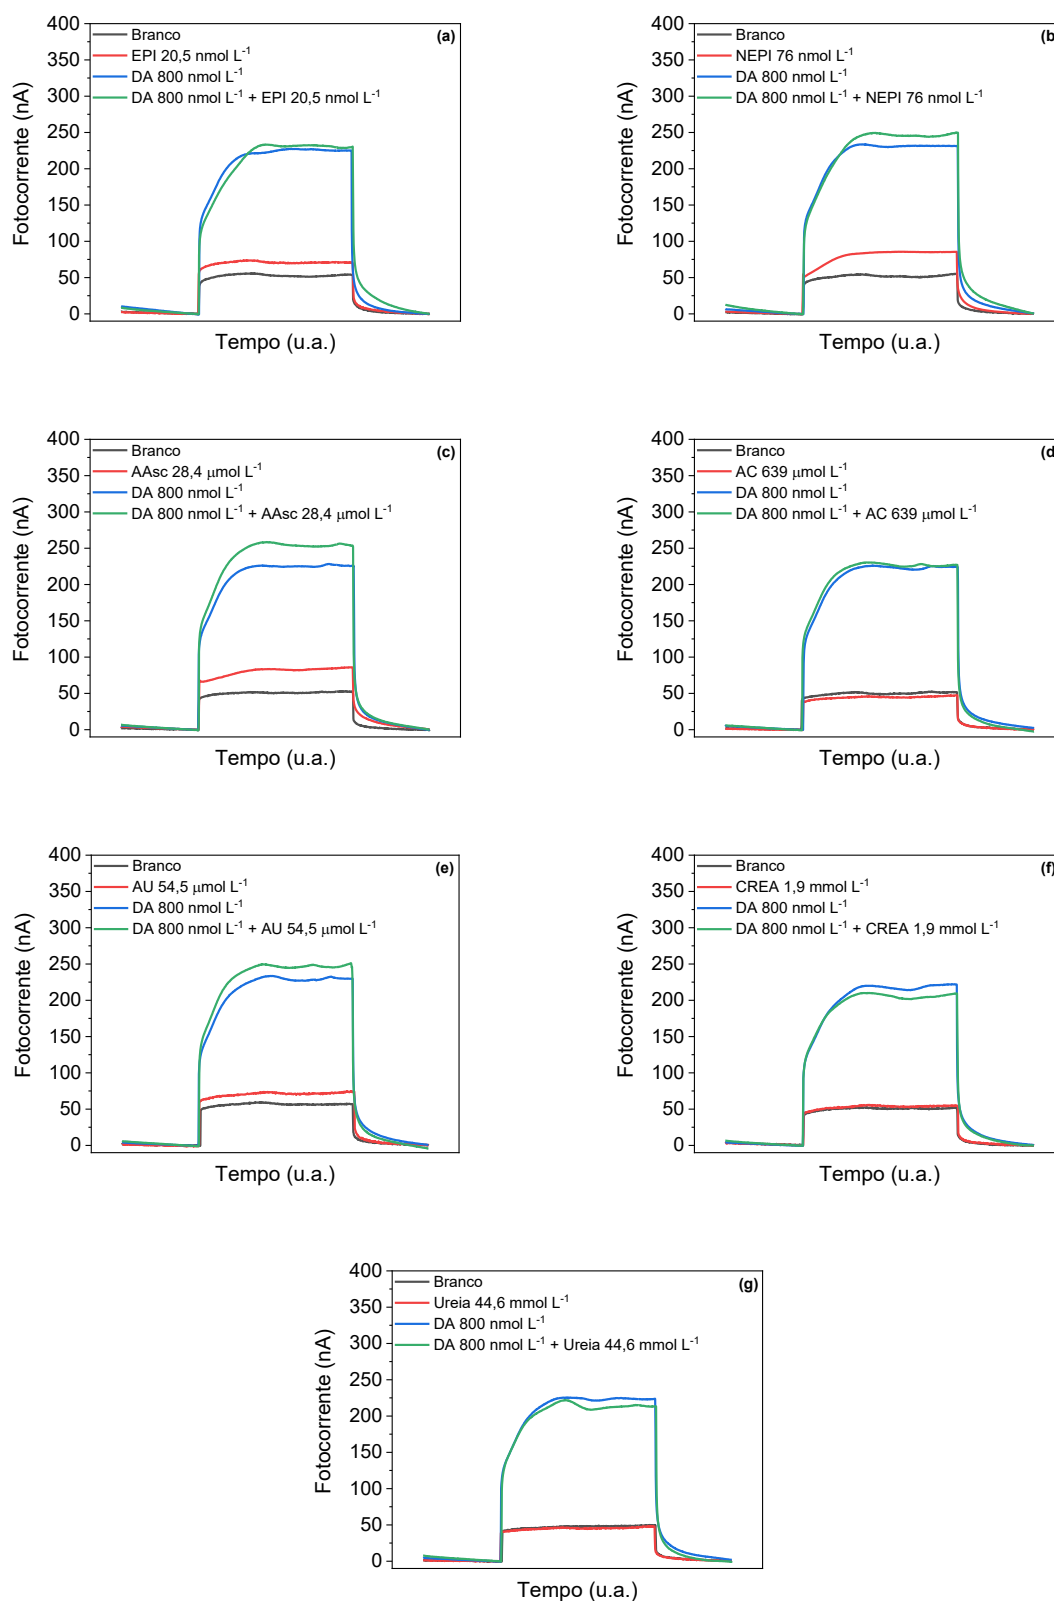 400
350
300
250
200
150
100
50
0
Fotocorrente (nA)
Tempo (u.a.)
Branco
EPI 20,5 nmol L⁻¹
DA 800 nmol L⁻¹
DA 800 nmol L⁻¹ + EPI 20,5 nmol L⁻¹
(a)
400
350
300
250
200
150
100
50
0
Fotocorrente (nA)
Tempo (u.a.)
Branco
NEPI 76 nmol L⁻¹
DA 800 nmol L⁻¹
DA 800 nmol L⁻¹ + NEPI 76 nmol L⁻¹
(b)
400
350
300
250
200
150
100
50
0
Fotocorrente (nA)
Tempo (u.a.)
Branco
AAsc 28,4 μmol L⁻¹
DA 800 nmol L⁻¹
DA 800 nmol L⁻¹ + AAsc 28,4 μmol L⁻¹
(c)
400
350
300
250
200
150
100
50
0
Fotocorrente (nA)
Tempo (u.a.)
Branco
AC 639 μmol L⁻¹
DA 800 nmol L⁻¹
DA 800 nmol L⁻¹ + AC 639 μmol L⁻¹
(d)
400
350
300
250
200
150
100
50
0
Fotocorrente (nA)
Tempo (u.a.)
Branco
AU 54,5 μmol L⁻¹
DA 800 nmol L⁻¹
DA 800 nmol L⁻¹ + AU 54,5 μmol L⁻¹
(e)
400
350
300
250
200
150
100
50
0
Fotocorrente (nA)
Tempo (u.a.)
Branco
CREA 1,9 mmol L⁻¹
DA 800 nmol L⁻¹
DA 800 nmol L⁻¹ + CREA 1,9 mmol L⁻¹
(f)
400
350
300
250
200
150
100
50
0
Fotocorrente (nA)
Tempo (u.a.)
Branco
Ureia 44,6 mmol L⁻¹
DA 800 nmol L⁻¹
DA 800 nmol L⁻¹ + Ureia 44,6 mmol L⁻¹
(g)